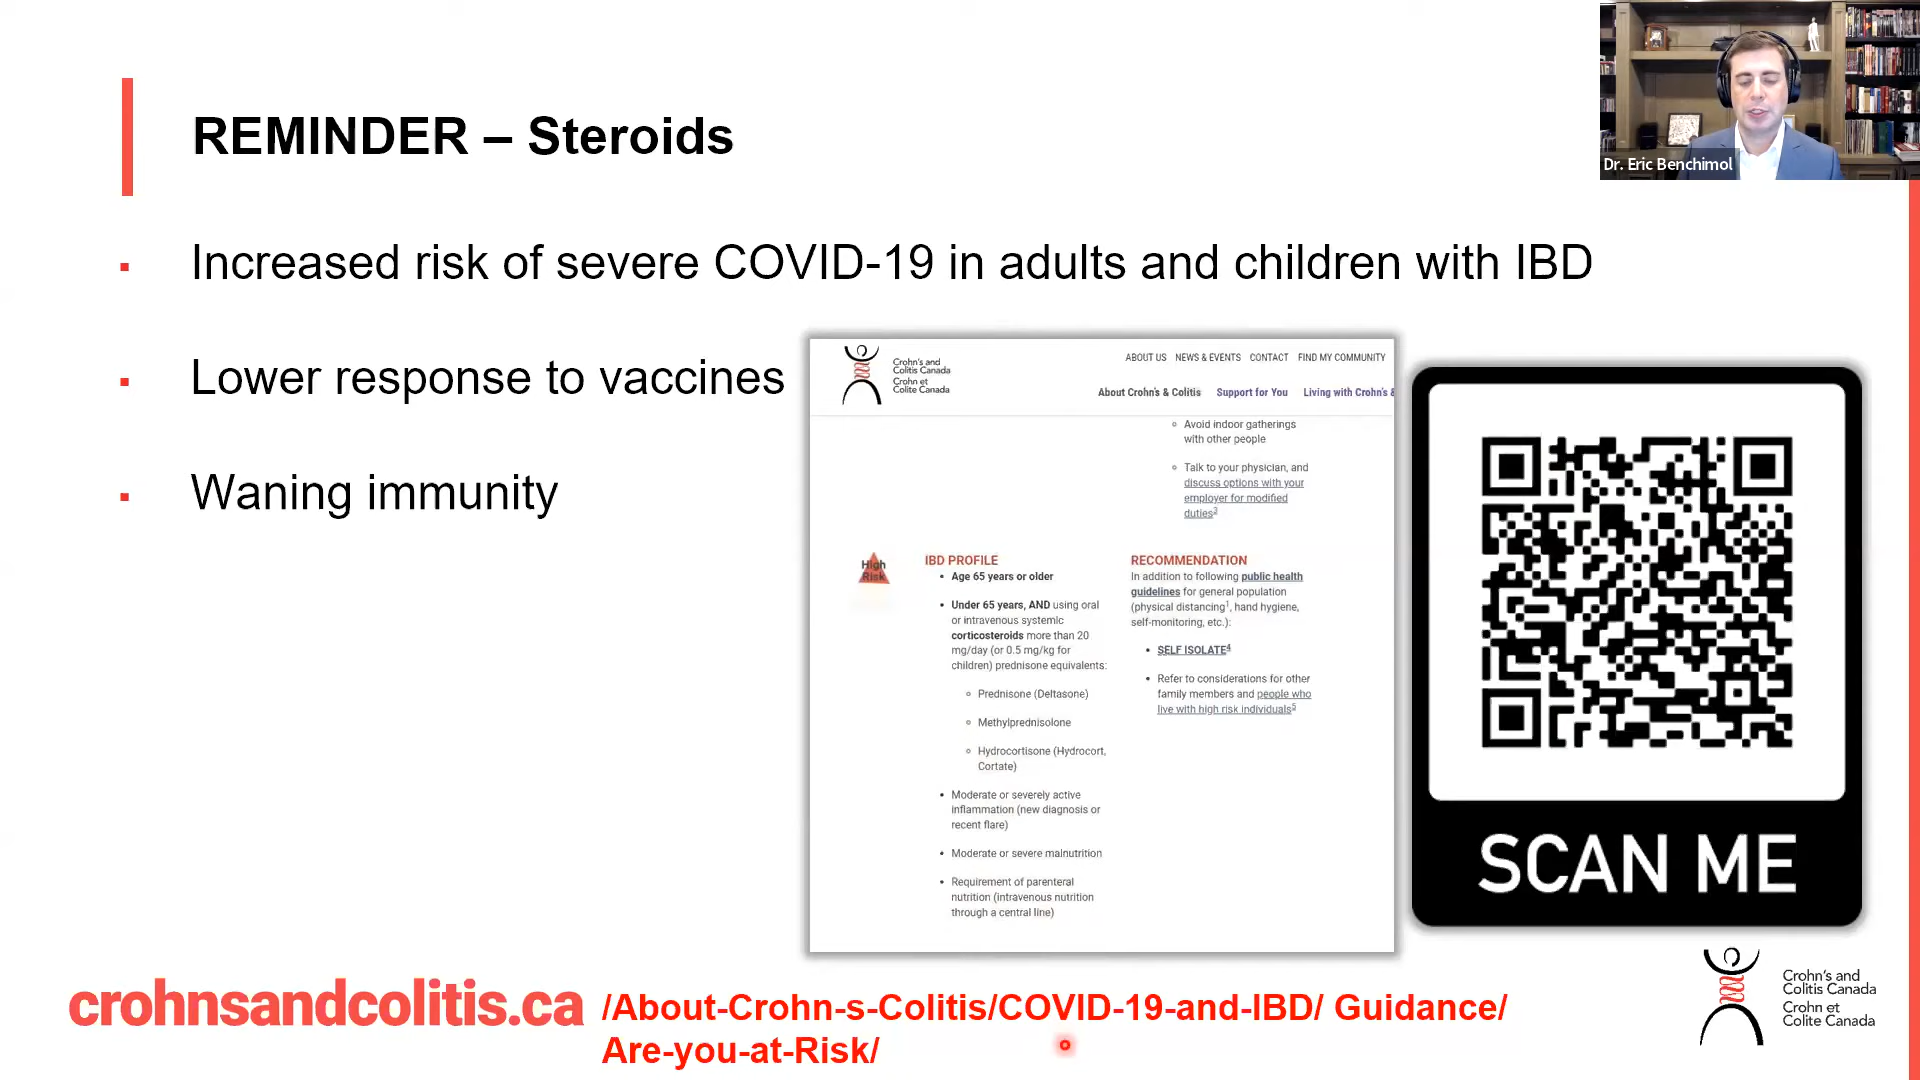 REMINDER – Steroids
Dr. Eric Benchimol
Increased risk of severe COVID-19 in adults and children with IBD
Lower response to vaccines
Waning immunity
Crohn's and
Colitis Canada
Crohn et
Colite Canada
ABOUT US NEWS & EVENTS CONTACT FIND MY COMMUNITY
About Crohn's & Colitis Support for You Living with Crohn's &
Avoid indoor gatherings
with other people
Talk to your physician, and
discuss options with your
employer for modified
duties3
High
Risk
IBD PROFILE
Age 65 years or older
Under 65 years, AND using oral
or intravenous systemic
corticosteroids more than 20
mg/day (or 0.5 mg/kg for
children) prednisone equivalents:
Prednisone (Deltasone)
Methylprednisolone
Hydrocortisone (Hydrocort,
Cortate)
Moderate or severely active
inflammation (new diagnosis or
recent flare)
Moderate or severe malnutrition
Requirement of parenteral
nutrition (intravenous nutrition
through a central line)
RECOMMENDATION
In addition to following public health
guidelines for general population
(physical distancing1, hand hygiene,
self-monitoring, etc.):
SELF ISOLATE4
Refer to considerations for other
family members and people who
live with high risk individuals5
SCAN ME
crohnsandcolitis.ca /About-Crohn-s-Colitis/COVID-19-and-IBD/ Guidance/
Are-you-at-Risk/
Crohn's and
Colitis Canada
Crohn et
Colite Canada